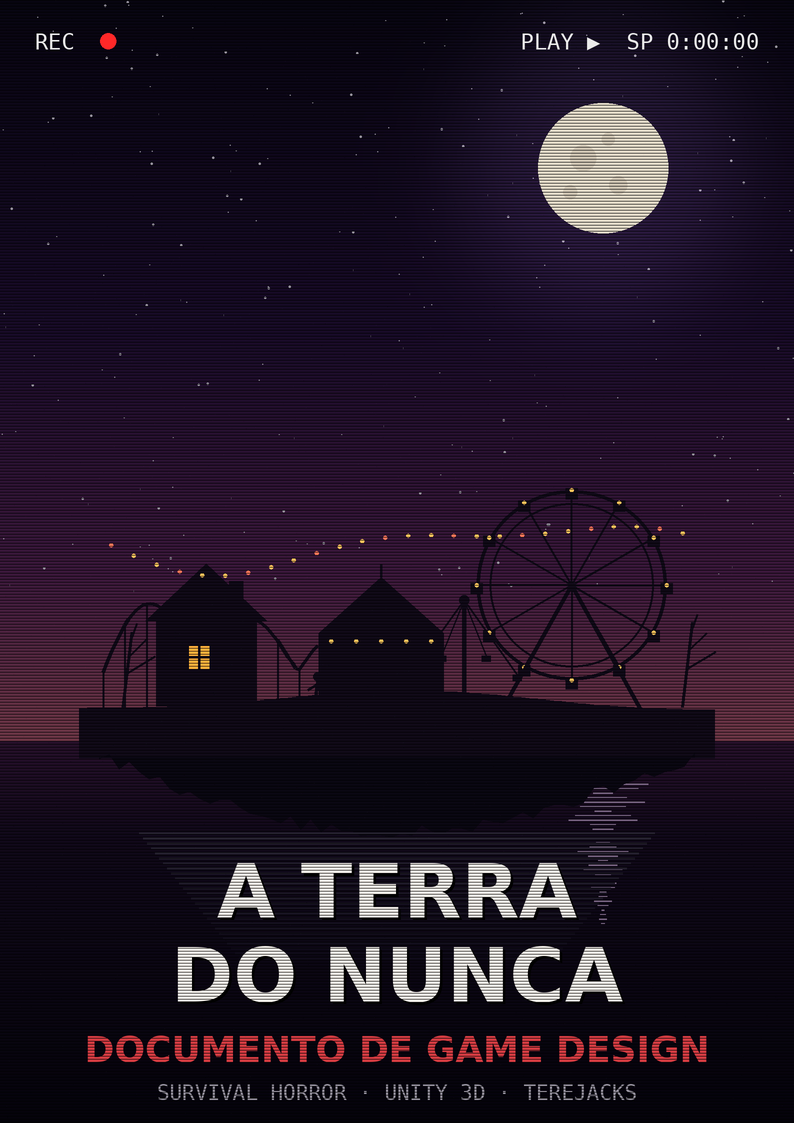 REC PLAY ▶ SP 0:00:00
A TERRA
DO NUNCA
DOCUMENTO DE GAME DESIGN
SURVIVAL HORROR · UNITY 3D · TEREJACKS